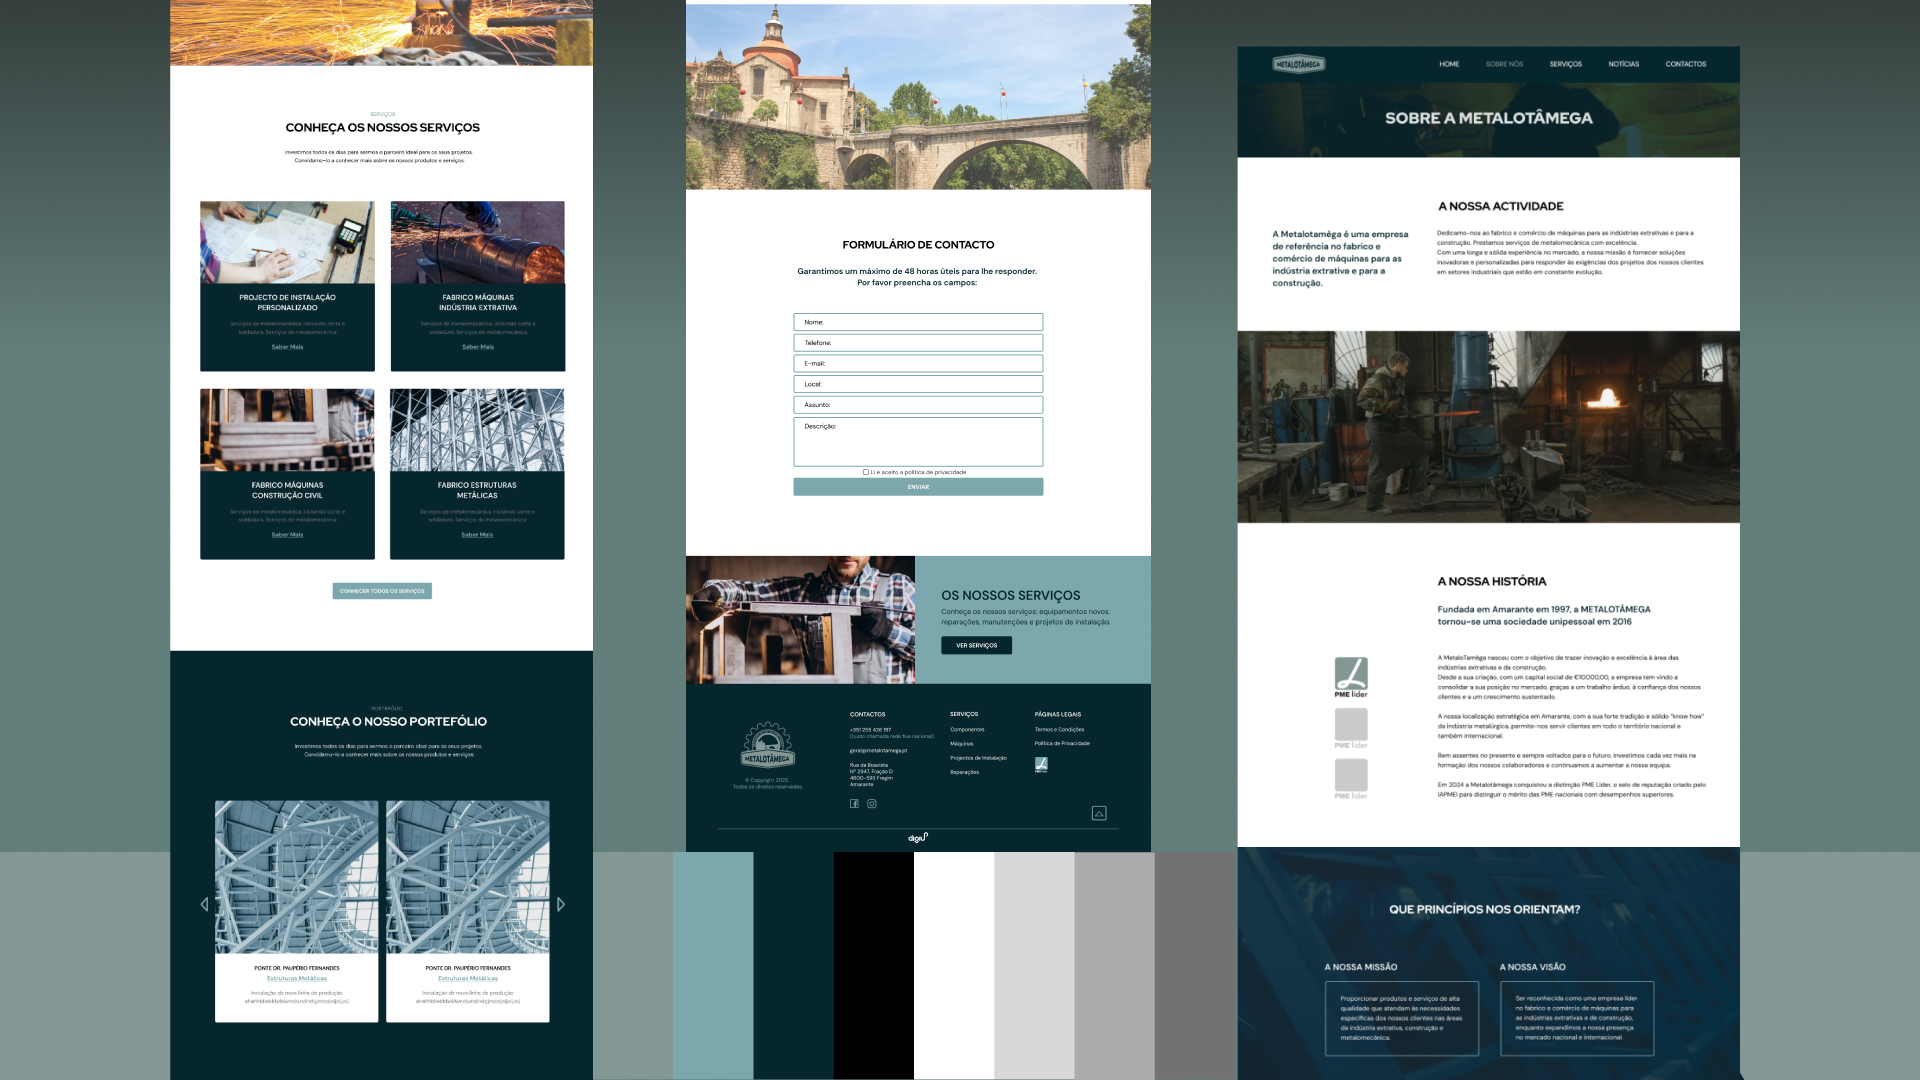 SERVIÇOS
CONHEÇA OS NOSSOS SERVIÇOS
Investimos todos os dias para sermos o parceiro ideal para os seus projetos.
Convidamo-lo a conhecer mais sobre os nossos produtos e serviços:
PROJECTO DE INSTALAÇÃO
PERSONALIZADO
Serviços de metalomecânica, incluindo corte e
soldadura. Serviços de metalomecânica
Saber Mais
FABRICO MÁQUINAS
INDÚSTRIA EXTRATIVA
Serviços de metalomecânica, incluindo corte e
soldadura. Serviços de metalomecânica
Saber Mais
FABRICO MÁQUINAS
CONSTRUÇÃO CIVIL
Serviços de metalomecânica, incluindo corte e
soldadura. Serviços de metalomecânica
Saber Mais
FABRICO ESTRUTURAS
METÁLICAS
Serviços de metalomecânica, incluindo corte e
soldadura. Serviços de metalomecânica
Saber Mais
CONHECER TODOS OS SERVIÇOS
PORTEFÓLIO
CONHEÇA O NOSSO PORTEFÓLIO
Investimos todos os dias para sermos o parceiro ideal para os seus projetos.
Convidamo-lo a conhecer mais sobre os nossos produtos e serviços:
PONTE DR. PAUPÉRIO FERNANDES
Estruturas Metálicas
Instalação de nova linha de produção
PONTE DR. PAUPÉRIO FERNANDES
Estruturas Metálicas
Instalação de nova linha de produção
FORMULÁRIO DE CONTACTO
Garantimos um máximo de 48 horas úteis para lhe responder.
Por favor preencha os campos:
Nome:
Telefone:
E-mail:
Local:
Assunto:
Descrição:
Li e aceito a política de privacidade
ENVIAR
OS NOSSOS SERVIÇOS
Conheça os nossos serviços: equipamentos novos,
reparações, manutenções e projetos de instalação.
VER SERVIÇOS
METALOTÂMEGA
© Copyright 2025.
Todos os direitos reservados.
CONTACTOS
+351 255 426 197
(custo chamada rede fixa nacional)
geral@metalotamega.pt
Rua da Boavista
Nº 2947, Fração D
4600-593 Fregim
Amarante
SERVIÇOS
Componentes
Máquinas
Projectos de Instalação
Reparações
PÁGINAS LEGAIS
Termos e Condições
Política de Privacidade
digiup
METALOTÂMEGA
HOME
SOBRE NÓS
SERVIÇOS
NOTÍCIAS
CONTACTOS
SOBRE A METALOTÂMEGA
A Metalotamêga é uma empresa
de referência no fabrico e
comércio de máquinas para as
indústria extrativa e para a
construção.
A NOSSA ACTIVIDADE
Dedicamo-nos ao fabrico e comércio de máquinas para as indústrias extrativas e para a
construção. Prestamos serviços de metalomecânica com excelência.
Com uma longa e sólida experiência no mercado, a nossa missão é fornecer soluções
inovadoras e personalizadas para responder às exigências dos projetos dos nossos clientes
em setores industriais que estão em constante evolução.
A NOSSA HISTÓRIA
Fundada em Amarante em 1997, a METALOTÂMEGA
tornou-se uma sociedade unipessoal em 2016
PME líder
PME líder
PME líder
A MetaloTamêga nasceu com o objetivo de trazer inovação e excelência à área das
indústrias extrativas e da construção.
Desde a sua criação, com um capital social de €10.000,00, a empresa tem vindo a
consolidar a sua posição no mercado, graças a um trabalho árduo, à confiança dos nossos
clientes e a um crescimento sustentado.
A nossa localização estratégica em Amarante, com a sua forte tradição e sólido "know how"
da indústria metalúrgica, permite-nos servir clientes em todo o território nacional e
também internacional.
Bem assentes no presente e sempre voltados para o futuro, investimos cada vez mais na
formação dos nossos colaboradores e continuamos a aumentar a nossa equipa.
Em 2024 a Metalotâmega conquistou a distinção PME Líder, o selo de reputação criado pelo
IAPMEI para distinguir o mérito das PME nacionais com desempenhos superiores.
QUE PRINCÍPIOS NOS ORIENTAM?
A NOSSA MISSÃO
Proporcionar produtos e serviços de alta
qualidade que atendam às necessidades
específicas dos nossos clientes nas áreas
da indústria extrativa, construção e
metalomecânica.
A NOSSA VISÃO
Ser reconhecida como uma empresa líder
no fabrico e comércio de máquinas para
as indústrias extrativas e de construção,
enquanto expandimos a nossa presença
no mercado nacional e internacional.